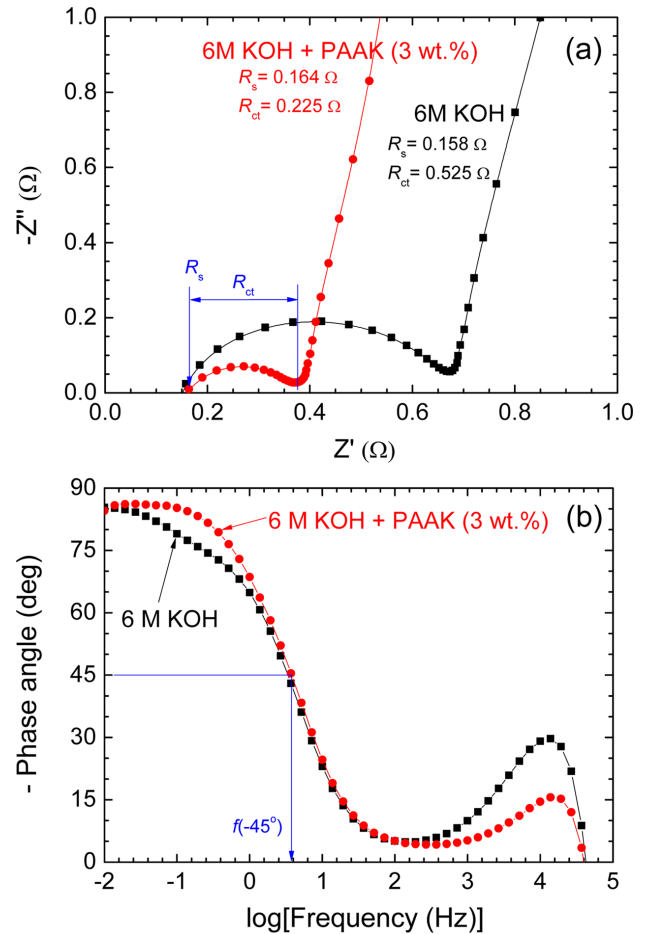 1.0
0.8
0.6
0.4
0.2
0.0
-Z'' (Ω)
6M KOH + PAAK (3 wt.%)
Rs = 0.164 Ω
Rct = 0.225 Ω
(a)
6M KOH
Rs = 0.158 Ω
Rct = 0.525 Ω
Rs
Rct
0.0 0.2 0.4 0.6 0.8 1.0
Z' (Ω)
90
75
60
45
30
15
0
- Phase angle (deg)
6 M KOH + PAAK (3 wt.%)
(b)
6 M KOH
f(-45°)
-2 -1 0 1 2 3 4 5
log[Frequency (Hz)]